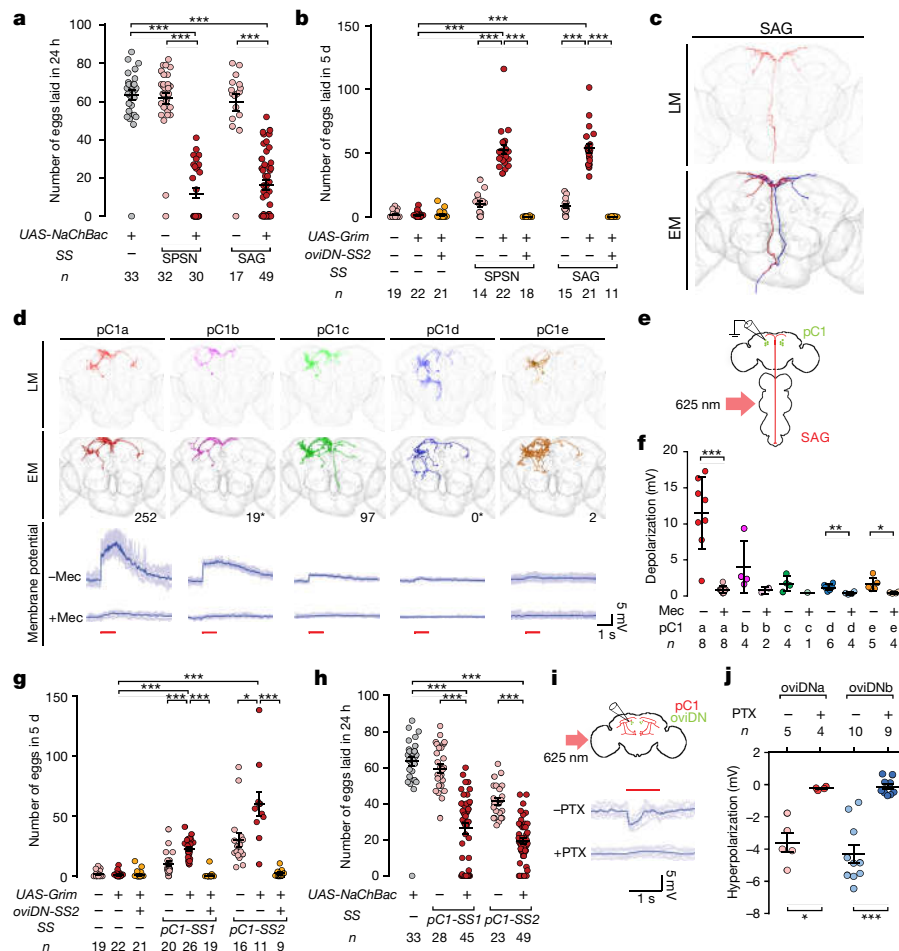 a
Number of eggs laid in 24 h
100
80
60
40
20
0
***
***
***
***
UAS-NaChBac + − + − +
SS − SPSN SAG
n 33 32 30 17 49
b
Number of eggs laid in 5 d
150
100
50
0
***
***
*** *** *** ***
UAS-Grim − + + − + + − + +
oviDN-SS2 − − + − − + − − +
SS − − − SPSN SAG
n 19 22 21 14 22 18 15 21 11
c
SAG
LM
EM
d
pC1a pC1b pC1c pC1d pC1e
LM
EM
252 19* 97 0* 2
Membrane potential
−Mec
+Mec
5 mV
1 s
e
pC1
625 nm
SAG
f
Depolarization (mV)
20
15
10
5
0
*** ** *
Mec − + − + − + − + − +
pC1 a a b b c c d d e e
n 8 8 4 2 4 1 6 4 5 4
g
Number of eggs in 5 d
150
100
50
0
***
***
*** *** * ***
UAS-Grim − + + − + + − + +
oviDN-SS2 − − + − − + − − +
SS − − − pC1-SS1 pC1-SS2
n 19 22 21 20 26 19 16 11 9
h
Number of eggs laid in 24 h
100
80
60
40
20
0
***
***
*** ***
UAS-NaChBac + − + − +
SS − pC1-SS1 pC1-SS2
n 33 28 45 23 49
i
pC1
oviDN
625 nm
−PTX
+PTX
5 mV
1 s
j
oviDNa oviDNb
PTX − + − +
n 5 4 10 9
Hyperpolarization (mV)
2
0
−2
−4
−6
−8
* ***